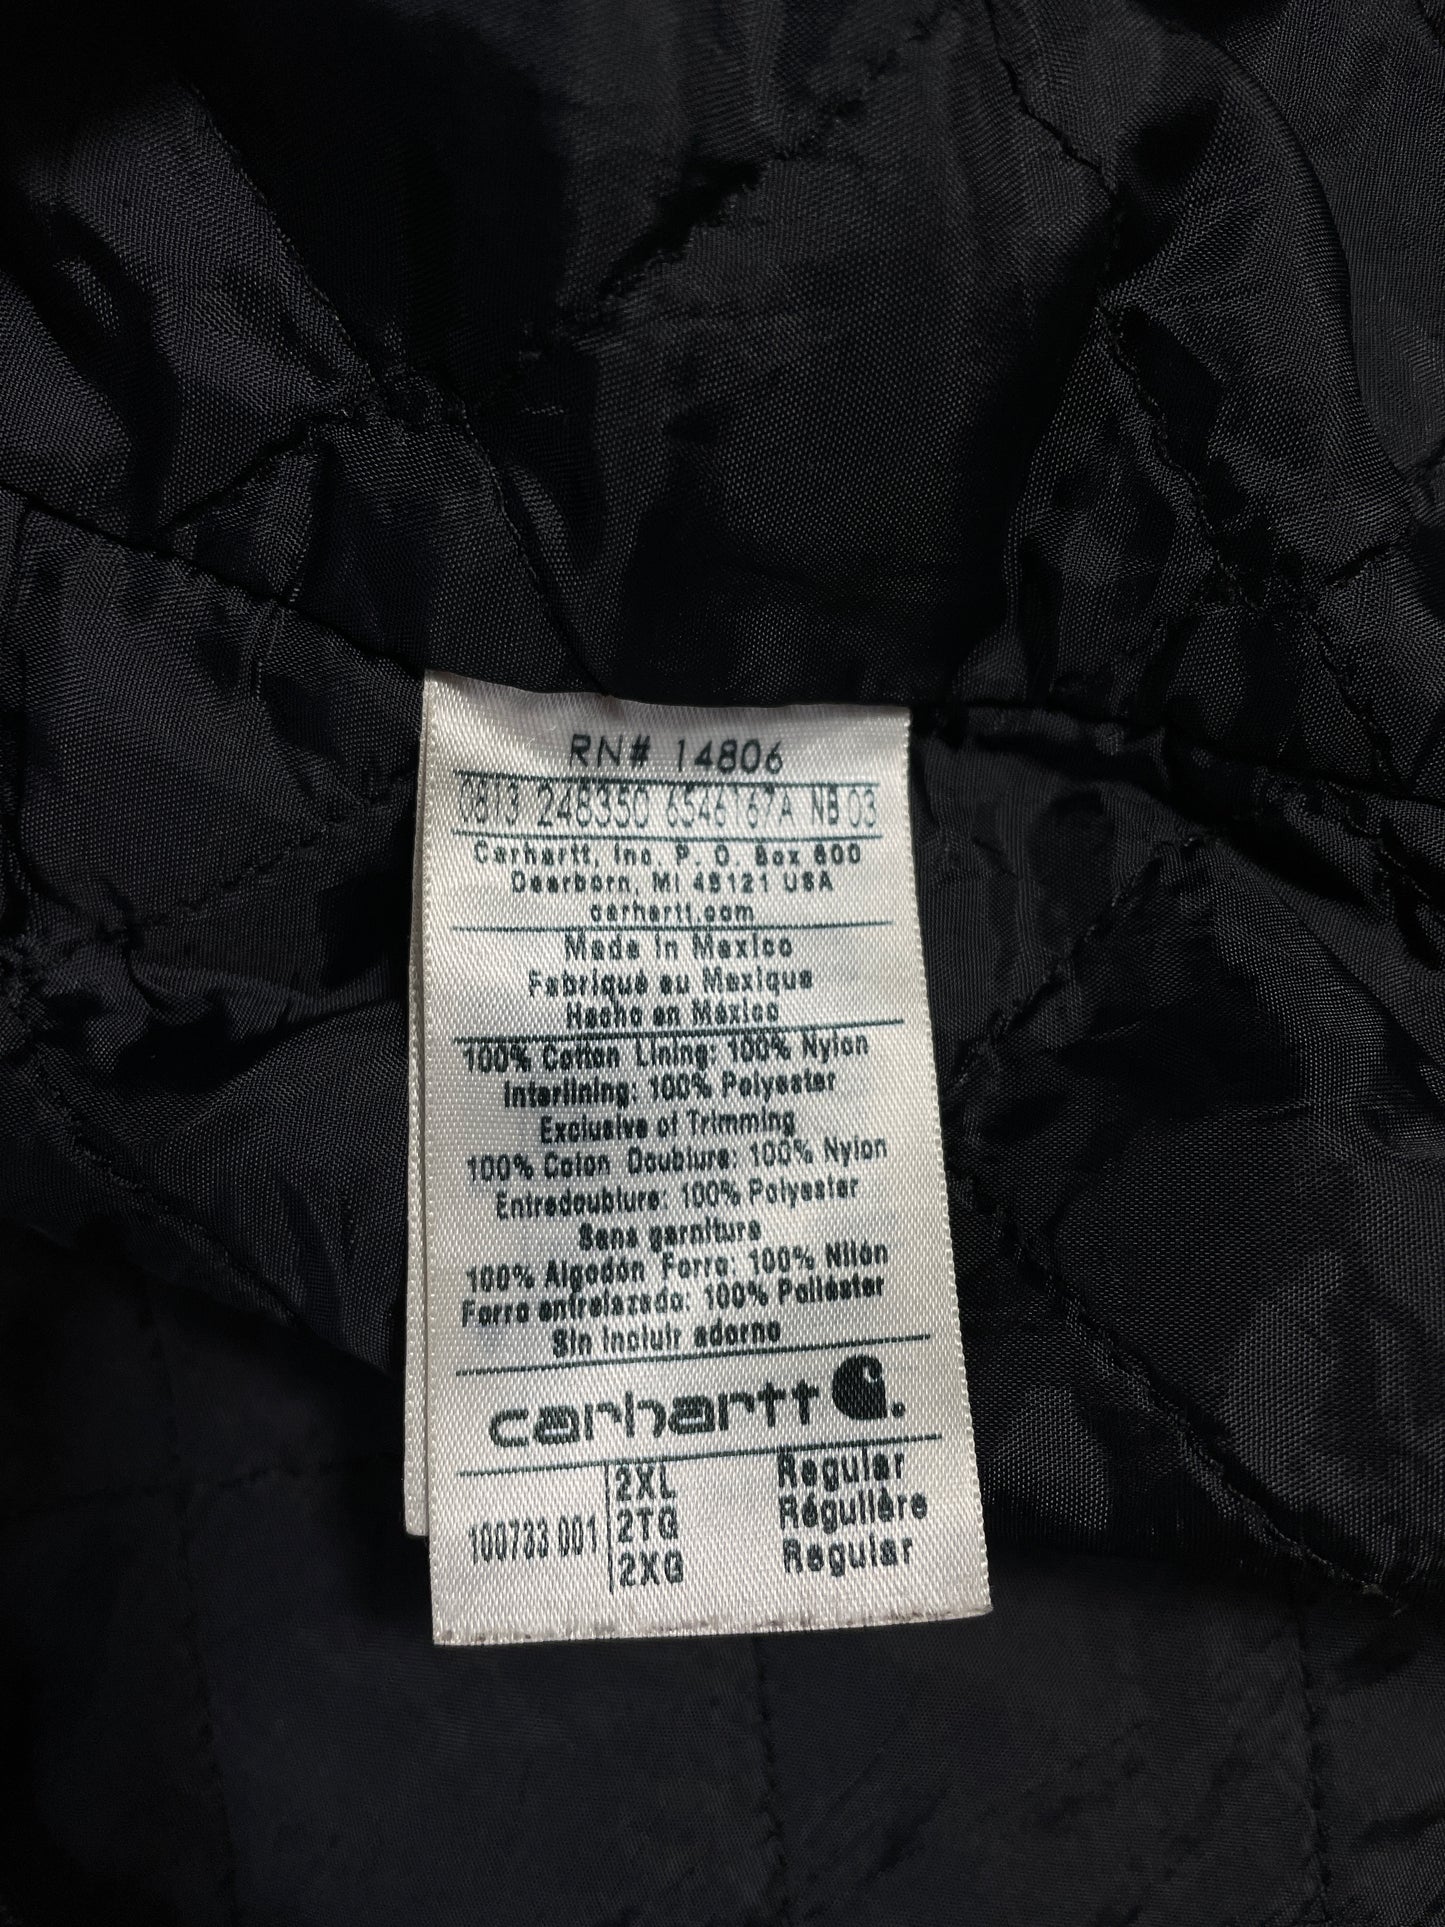 RN# 14806
0813 248350 6546167A NB 03
Carhartt, Inc. P. O. Box 600
Dearborn, MI 48121 USA
carhartt.com
Made in Mexico
Fabriqué au Mexique
Hecho en México
100% Cotton Lining: 100% Nylon
Interlining: 100% Polyester
Exclusive of Trimming
100% Coton Doublure: 100% Nylon
Entredoublure: 100% Polyester
Sans garniture
100% Algodón Forro: 100% Nilón
Forro entrelazado: 100% Poliéster
Sin incluir adorno
carhartt
100733 001
2XL Regular
2TG Régulière
2XG Regular